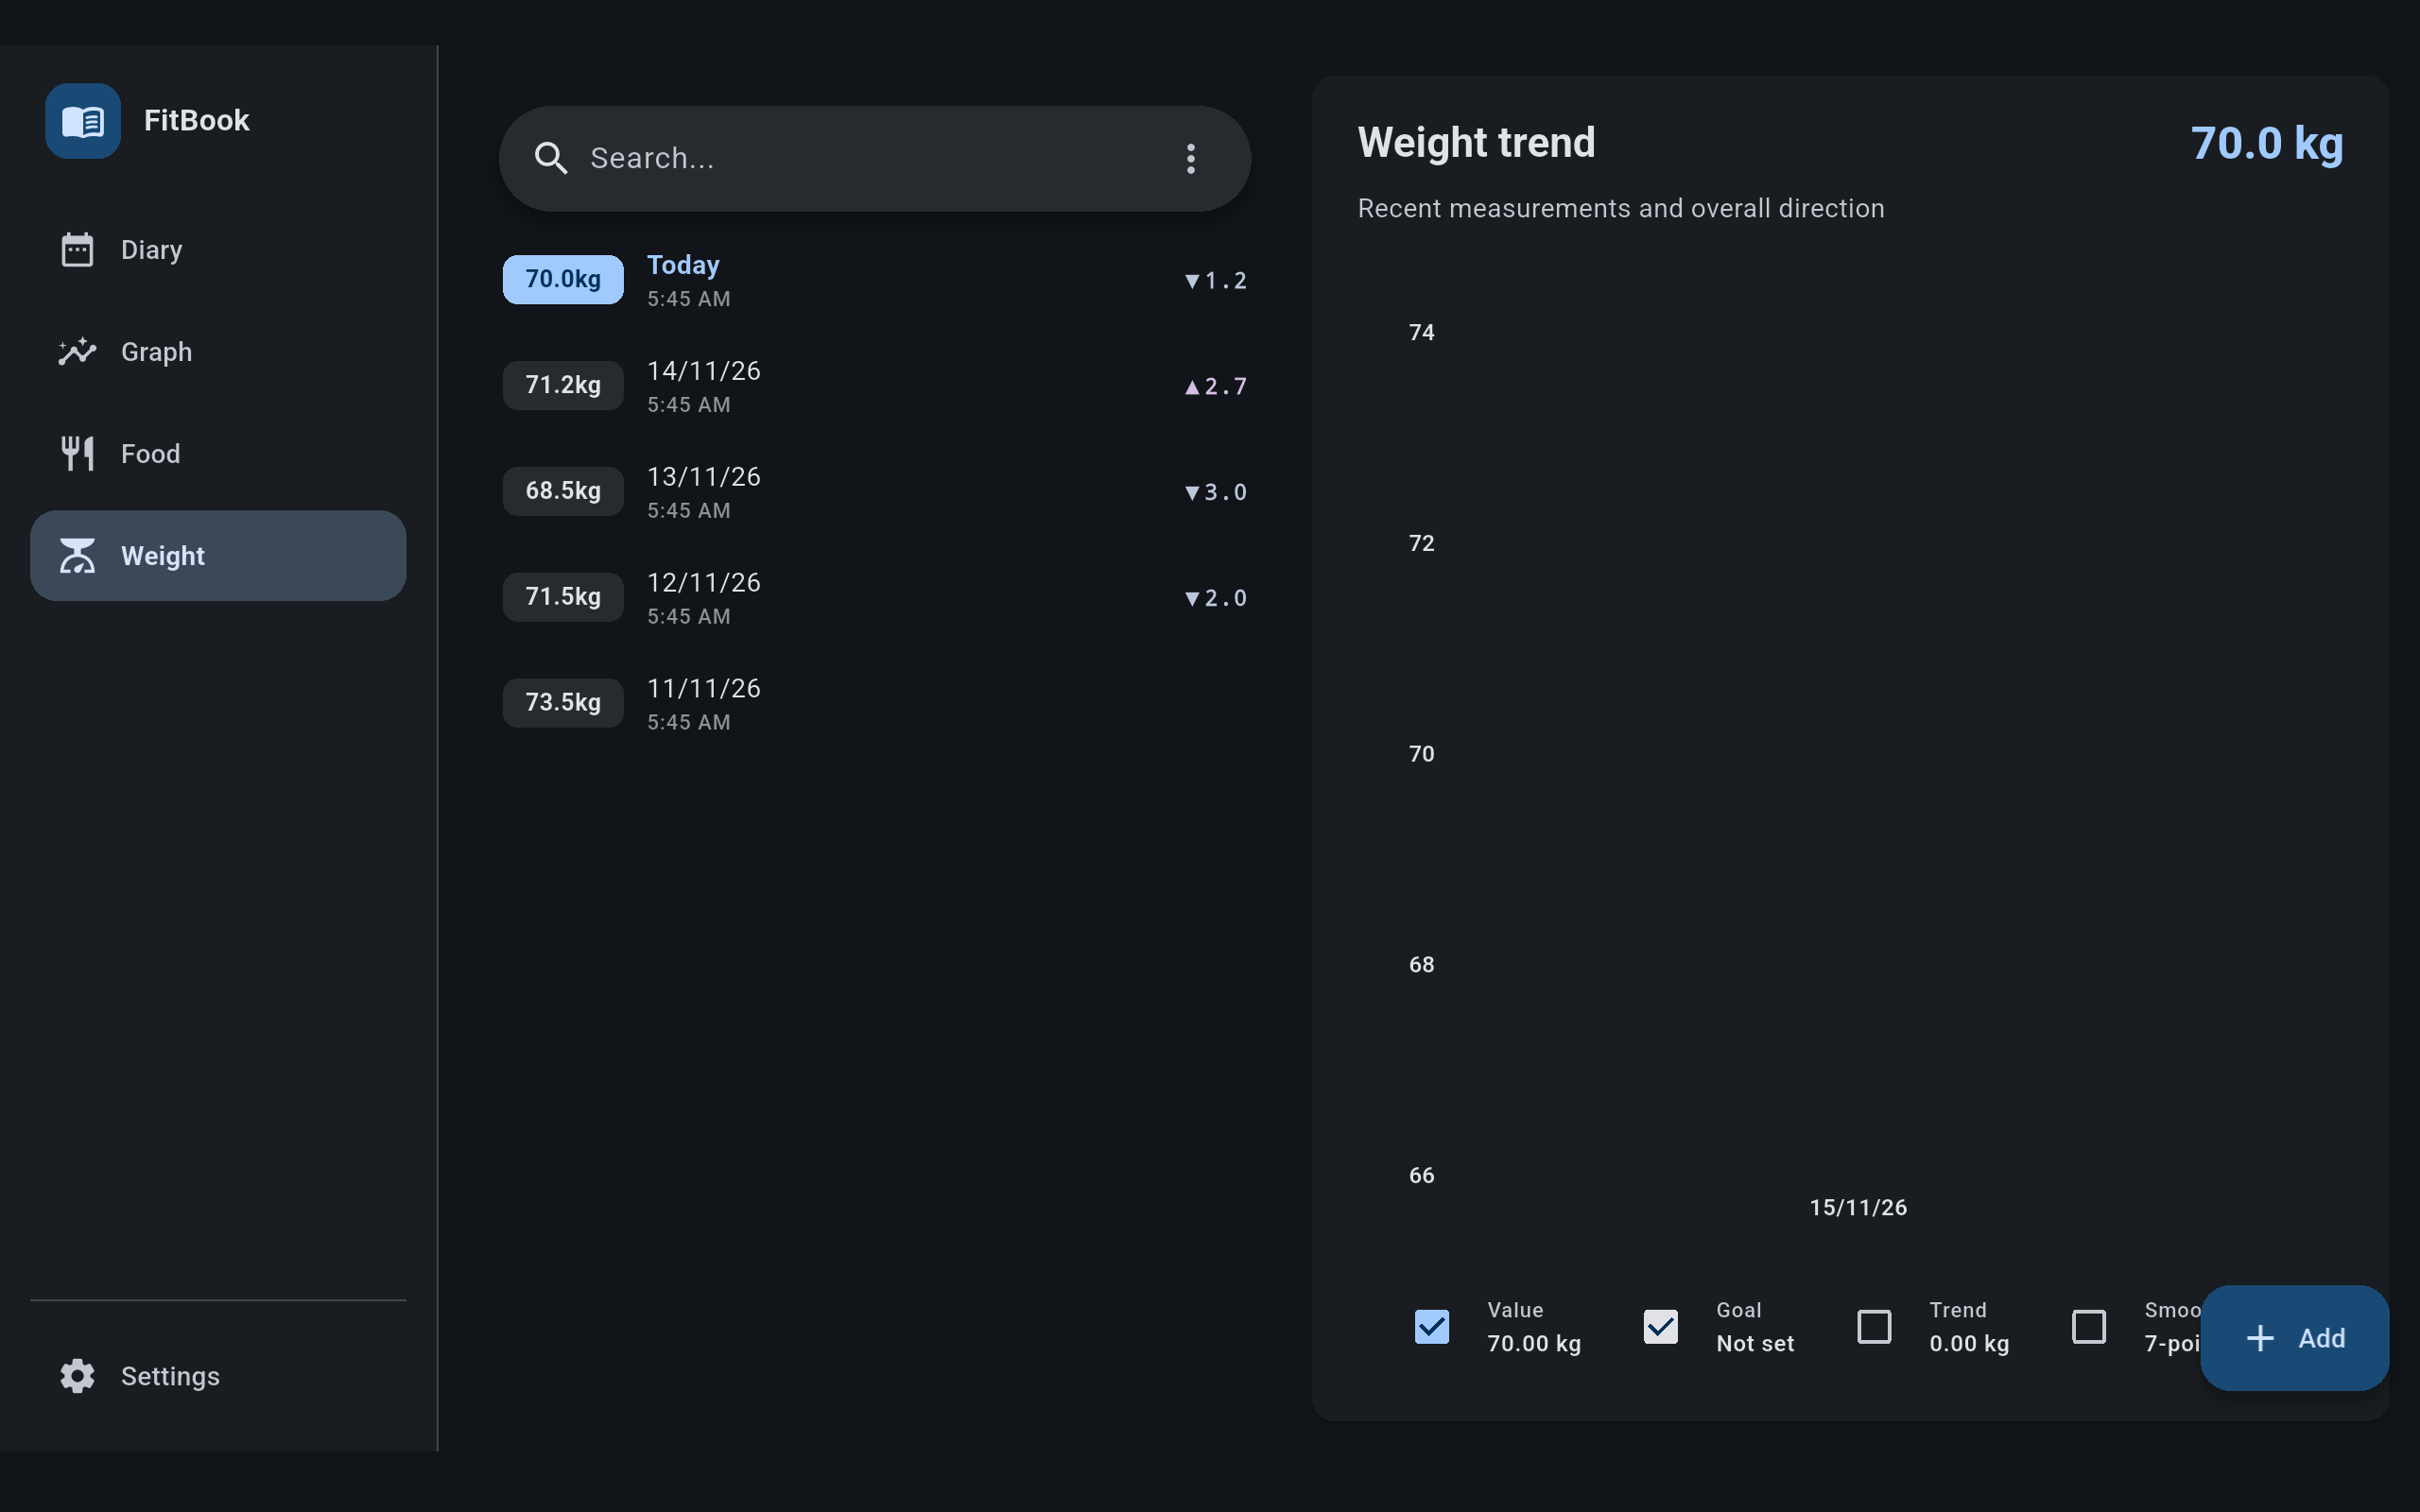 FitBook
Diary
Graph
Food
Weight
Settings
Search...
70.0kg Today ▼1.2
5:45 AM
71.2kg 14/11/26 ▲2.7
5:45 AM
68.5kg 13/11/26 ▼3.0
5:45 AM
71.5kg 12/11/26 ▼2.0
5:45 AM
73.5kg 11/11/26
5:45 AM
Weight trend 70.0 kg
Recent measurements and overall direction
74
72
70
68
66
15/11/26
Value
70.00 kg
Goal
Not set
Trend
0.00 kg
Smoo
7-poi
Add